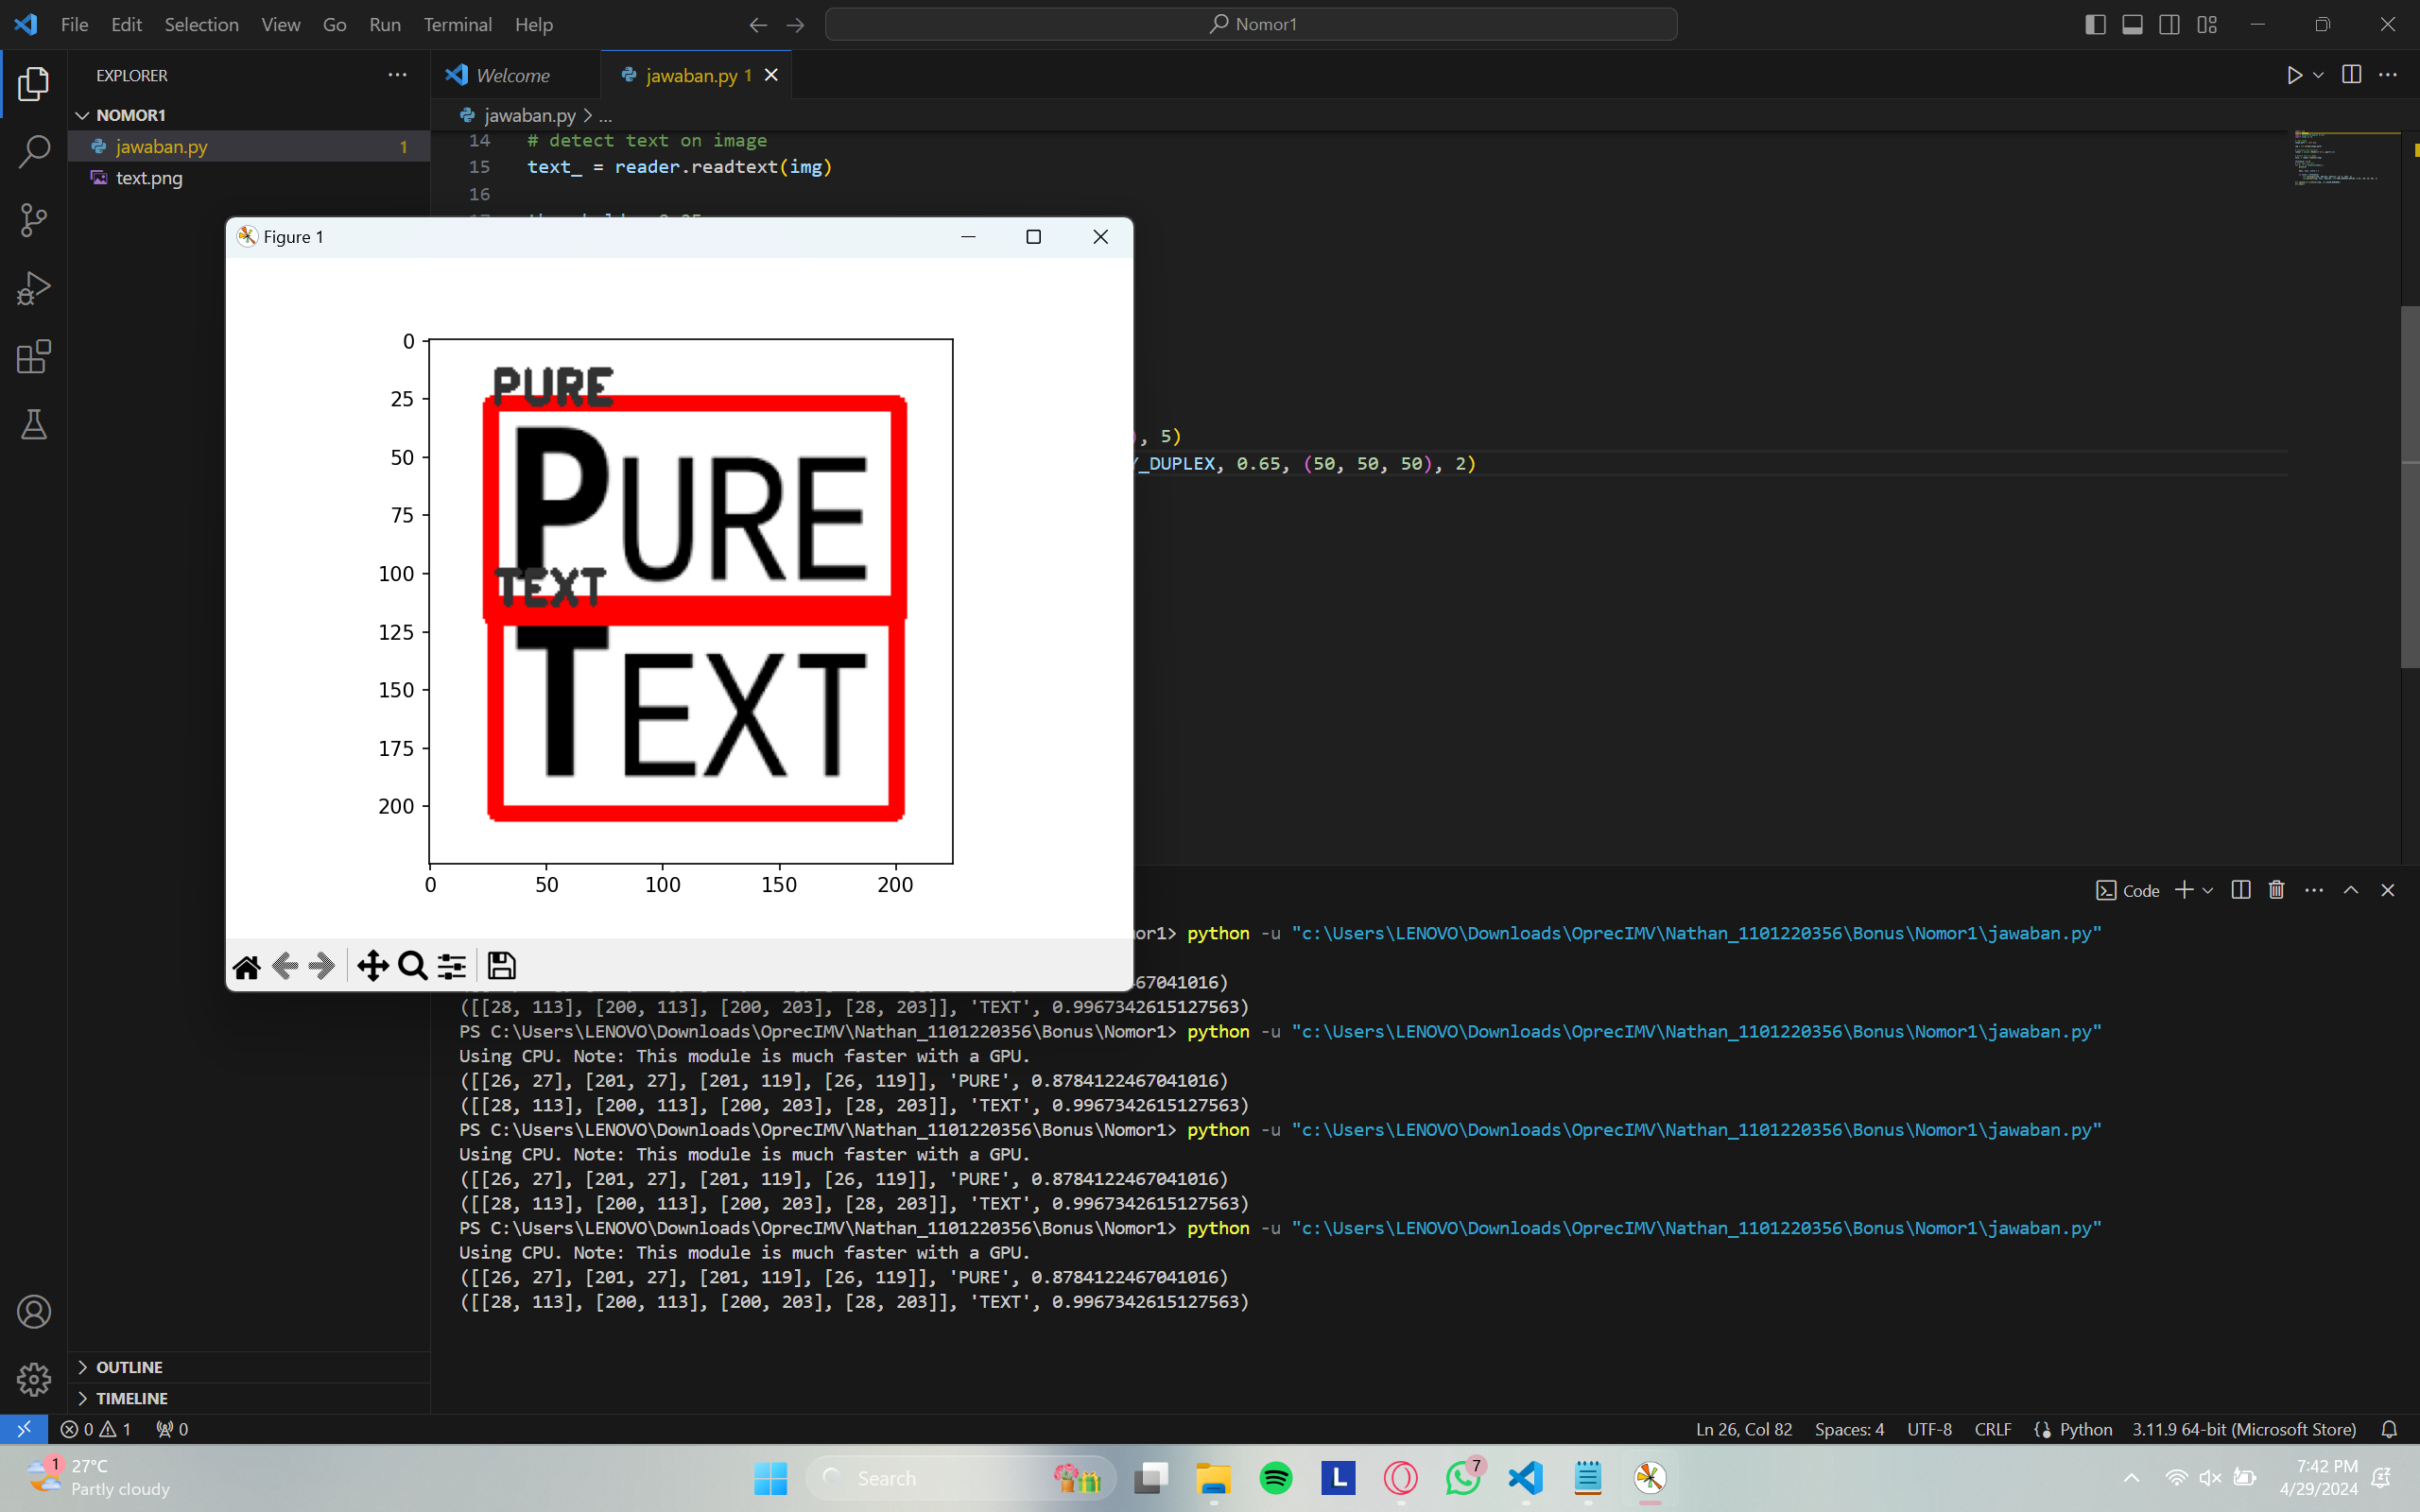 File Edit Selection View Go Run Terminal Help
Nomor1
EXPLORER
NOMOR1
jawaban.py 1
text.png
OUTLINE
TIMELINE
Welcome
jawaban.py 1
jawaban.py > ...
14 # detect text on image
15 text_ = reader.readtext(img)
16
, 5)
_DUPLEX, 0.65, (50, 50, 50), 2)
Figure 1
0
25
50
75
100
125
150
175
200
0 50 100 150 200
PURE
PURE
TEXT
TEXT
Code
or1> python -u "c:\Users\LENOVO\Downloads\OprecIMV\Nathan_1101220356\Bonus\Nomor1\jawaban.py"
67041016)
([[28, 113], [200, 113], [200, 203], [28, 203]], 'TEXT', 0.9967342615127563)
PS C:\Users\LENOVO\Downloads\OprecIMV\Nathan_1101220356\Bonus\Nomor1> python -u "c:\Users\LENOVO\Downloads\OprecIMV\Nathan_1101220356\Bonus\Nomor1\jawaban.py"
Using CPU. Note: This module is much faster with a GPU.
([[26, 27], [201, 27], [201, 119], [26, 119]], 'PURE', 0.8784122467041016)
([[28, 113], [200, 113], [200, 203], [28, 203]], 'TEXT', 0.9967342615127563)
PS C:\Users\LENOVO\Downloads\OprecIMV\Nathan_1101220356\Bonus\Nomor1> python -u "c:\Users\LENOVO\Downloads\OprecIMV\Nathan_1101220356\Bonus\Nomor1\jawaban.py"
Using CPU. Note: This module is much faster with a GPU.
([[26, 27], [201, 27], [201, 119], [26, 119]], 'PURE', 0.8784122467041016)
([[28, 113], [200, 113], [200, 203], [28, 203]], 'TEXT', 0.9967342615127563)
PS C:\Users\LENOVO\Downloads\OprecIMV\Nathan_1101220356\Bonus\Nomor1> python -u "c:\Users\LENOVO\Downloads\OprecIMV\Nathan_1101220356\Bonus\Nomor1\jawaban.py"
Using CPU. Note: This module is much faster with a GPU.
([[26, 27], [201, 27], [201, 119], [26, 119]], 'PURE', 0.8784122467041016)
([[28, 113], [200, 113], [200, 203], [28, 203]], 'TEXT', 0.9967342615127563)
0 1 0
Ln 26, Col 82 Spaces: 4 UTF-8 CRLF Python 3.11.9 64-bit (Microsoft Store)
1 27°C
Partly cloudy
Search
L
7
7:42 PM
4/29/2024